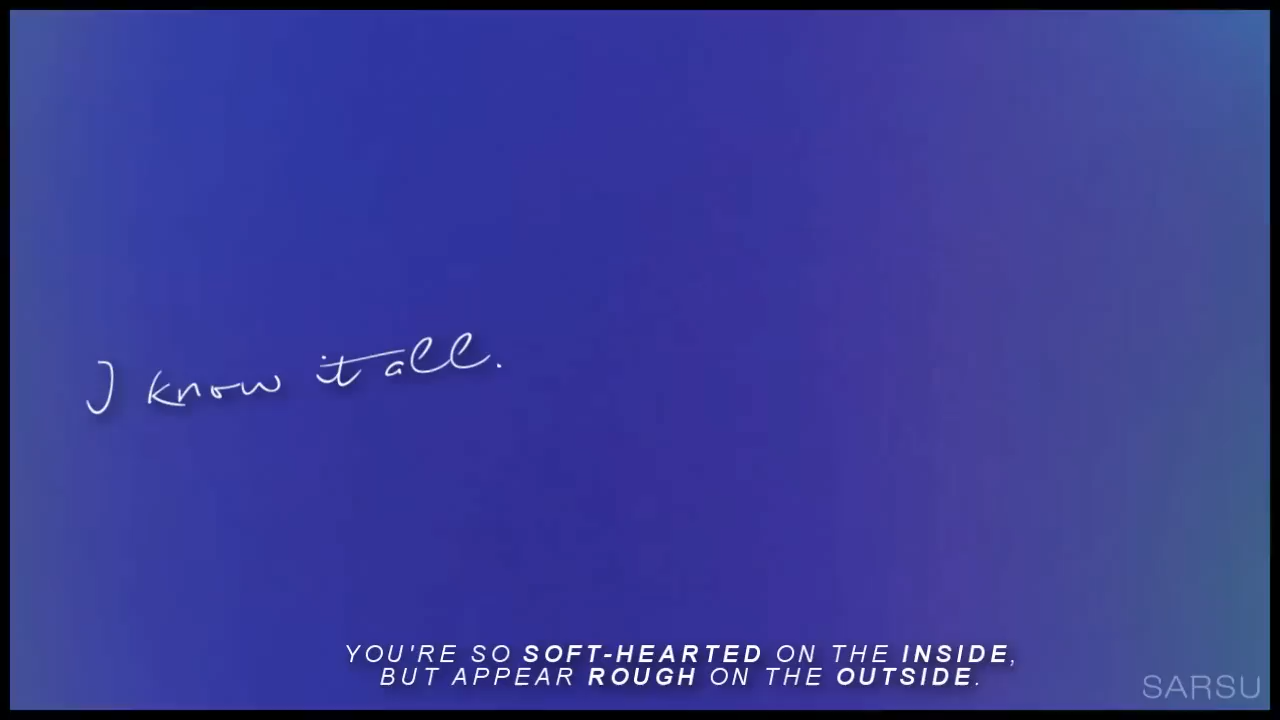 I know it all.
YOU'RE SO SOFT-HEARTED ON THE INSIDE,
BUT APPEAR ROUGH ON THE OUTSIDE.
SARSU